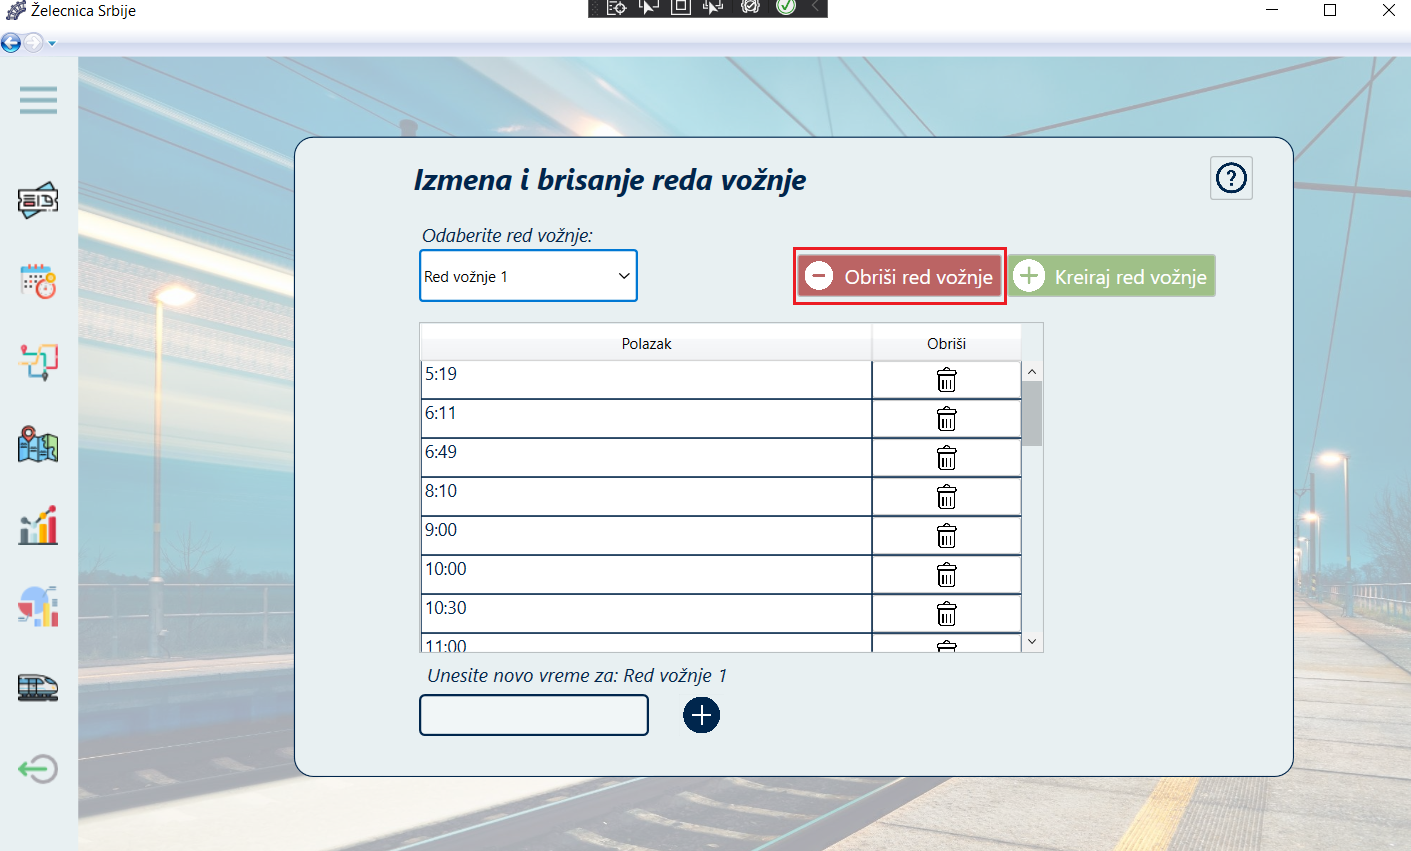 Želecnica Srbije
Izmena i brisanje reda vožnje
?
Odaberite red vožnje:
Red vožnje 1
Obriši red vožnje
Kreiraj red vožnje
Polazak Obriši
5:19
6:11
6:49
8:10
9:00
10:00
10:30
11:00
Unesite novo vreme za: Red vožnje 1